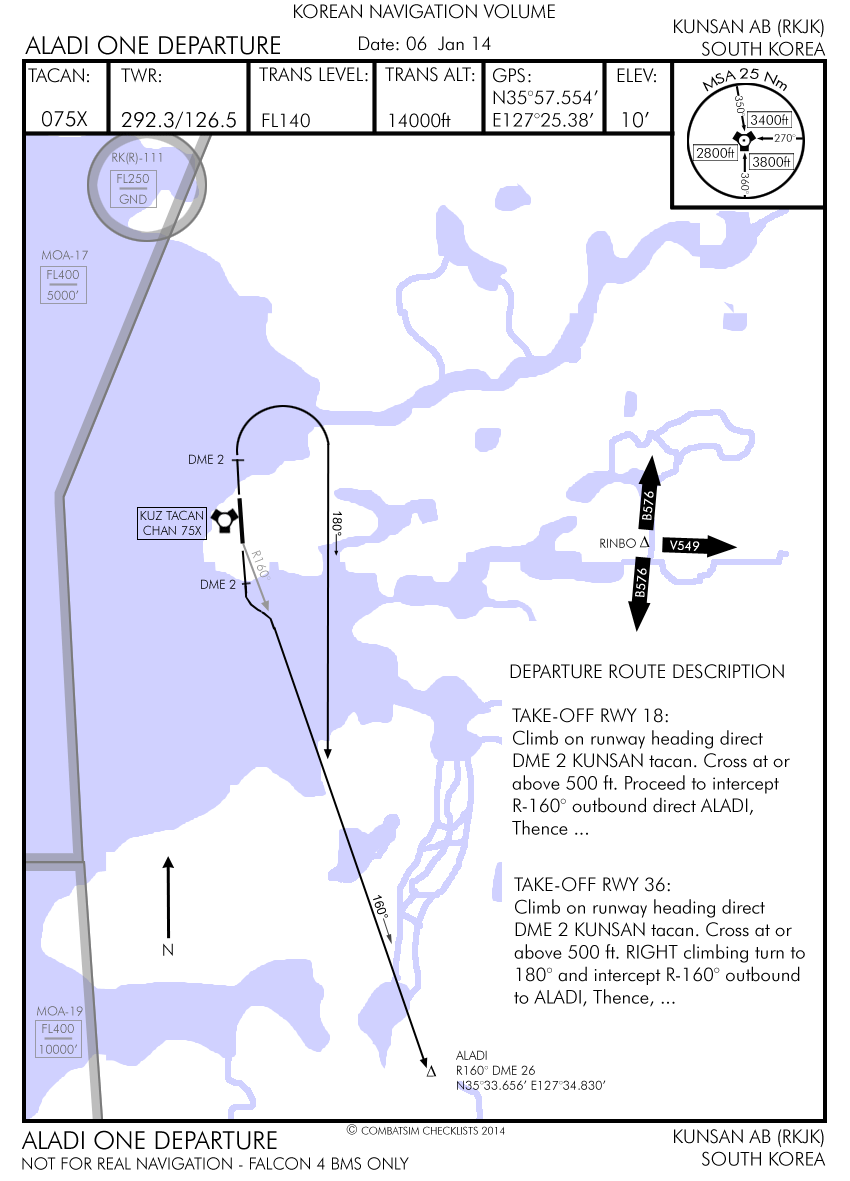 KOREAN NAVIGATION VOLUME
ALADI ONE DEPARTURE
Date: 06 Jan 14
KUNSAN AB (RKJK)
SOUTH KOREA
TACAN:
075X
TWR:
292.3/126.5
TRANS LEVEL:
FL140
TRANS ALT:
14000ft
GPS:
N35°57.554′
E127°25.38′
ELEV:
10′
MSA 25 Nm
350°
3400ft
270°
2800ft
3800ft
360°
RK(R)-111
FL250
GND
MOA-17
FL400
5000′
DME 2
KUZ TACAN
CHAN 75X
180°
R160°
DME 2
B576
RINBO
V549
B576
DEPARTURE ROUTE DESCRIPTION
TAKE-OFF RWY 18:
Climb on runway heading direct
DME 2 KUNSAN tacan. Cross at or
above 500 ft. Proceed to intercept
R-160° outbound direct ALADI,
Thence ...
TAKE-OFF RWY 36:
Climb on runway heading direct
DME 2 KUNSAN tacan. Cross at or
above 500 ft. RIGHT climbing turn to
180° and intercept R-160° outbound
to ALADI, Thence, ...
160°
N
MOA-19
FL400
10000′
ALADI
R160° DME 26
N35°33.656′ E127°34.830′
© COMBATSIM CHECKLISTS 2014
ALADI ONE DEPARTURE
NOT FOR REAL NAVIGATION - FALCON 4 BMS ONLY
KUNSAN AB (RKJK)
SOUTH KOREA